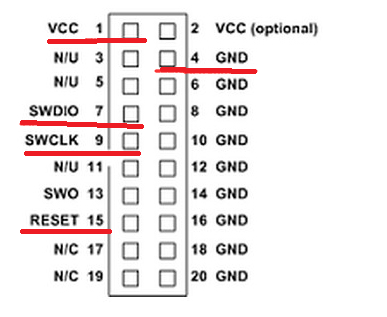 VCC 1 2 VCC (optional)
N/U 3 4 GND
N/U 5 6 GND
SWDIO 7 8 GND
SWCLK 9 10 GND
N/U 11 12 GND
SWO 13 14 GND
RESET 15 16 GND
N/C 17 18 GND
N/C 19 20 GND